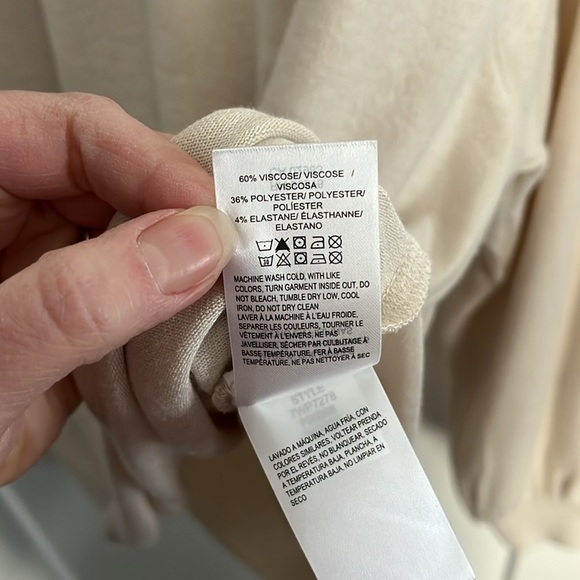 60% VISCOSE/ VISCOSE /
VISCOSA
36% POLYESTER/ POLYESTER/
POLÍESTER
4% ELASTANE/ ÉLASTHANNE/
ELASTANO
MACHINE WASH COLD, WITH LIKE
COLORS, TURN GARMENT INSIDE OUT, DO
NOT BLEACH, TUMBLE DRY LOW, COOL
IRON, DO NOT DRY CLEAN
LAVER À LA MACHINE À L'EAU FROIDE,
SEPARER LES COULEURS, TOURNER LE
VÊTEMENT À L'ENVERS, NE PAS
JAVELLISER, SÉCHER PAR CULBUTAGE À
BASSE TEMPÉRATURE, FER À BASSE
TEMPÉRATURE, NE PAS NETTOYER À SEC
LAVADO A MÁQUINA, AGUA FRÍA, CON
COLORES SIMILARES. VOLTEAR PRENDA
POR EL REVÉS, NO BLANQUEAR, SECADO
A TEMPERATURA BAJA, PLANCHA, A
TEMPERATURA BAJA, NO LIMPIAR EN
SECO